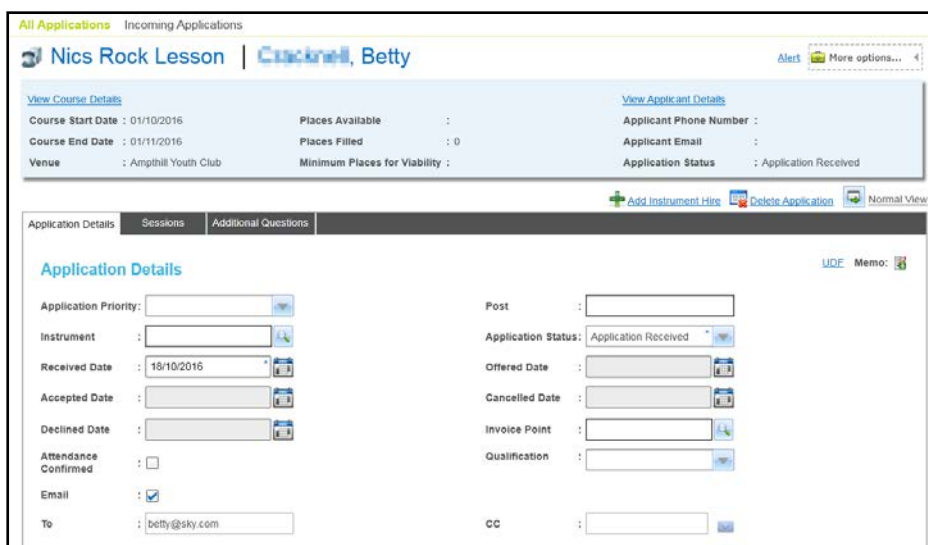 All Applications Incoming Applications
Nics Rock Lesson | , Betty
Alert More options...
View Course Details View Applicant Details
Course Start Date : 01/10/2016 Places Available : Applicant Phone Number :
Course End Date : 01/11/2016 Places Filled : 0 Applicant Email :
Venue : Ampthill Youth Club Minimum Places for Viability : Application Status : Application Received
Add Instrument Hire Delete Application Normal View
Application Details Sessions Additional Questions
Application Details
UDF Memo:
Application Priority: Post :
Instrument : Application Status: Application Received *
Received Date : 18/10/2016 * Offered Date :
Accepted Date : Cancelled Date :
Declined Date : Invoice Point :
Attendance Confirmed : Qualification :
Email :
To : betty@sky.com CC :